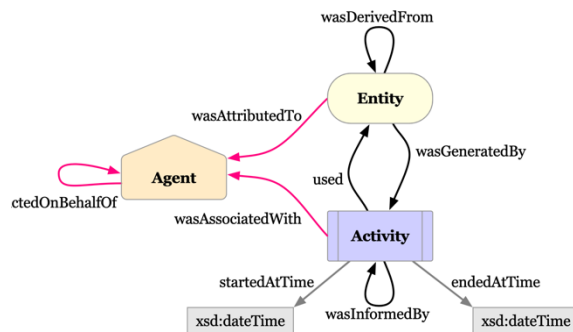 wasDerivedFrom
Entity
wasAttributedTo
wasGeneratedBy
used
Agent
ctedOnBehalfOf
wasAssociatedWith
Activity
startedAtTime
endedAtTime
wasInformedBy
xsd:dateTime
xsd:dateTime